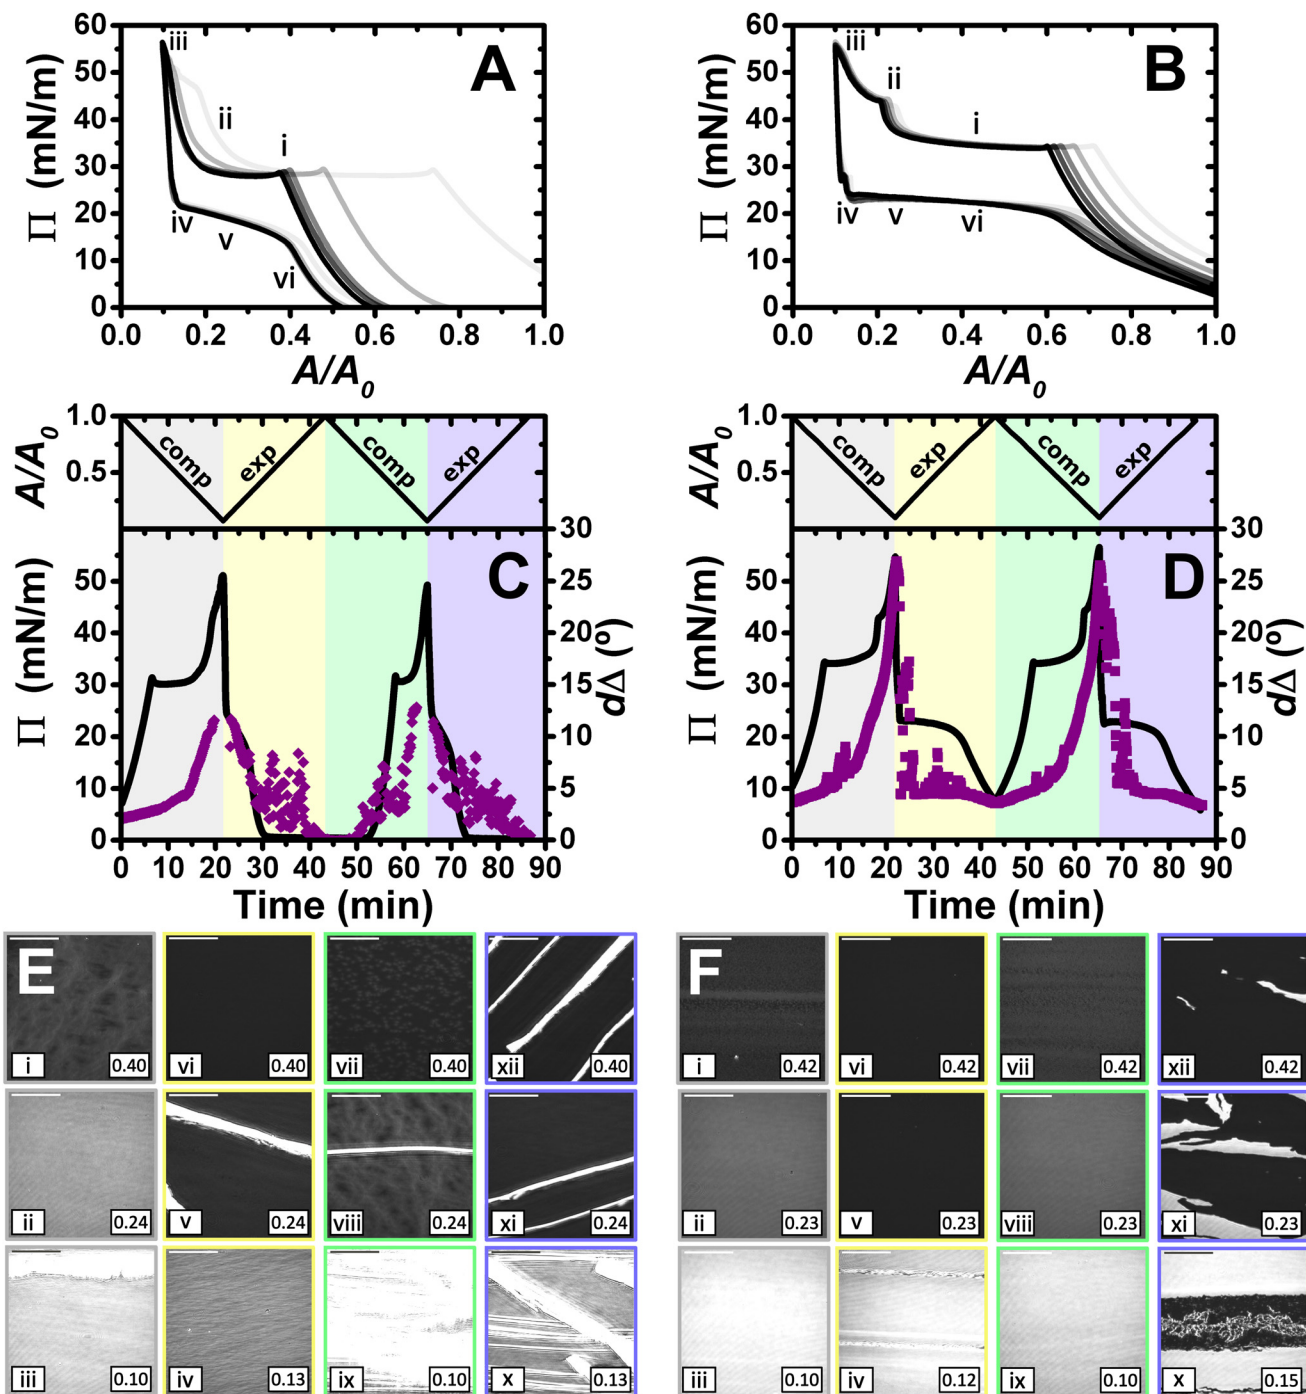 A
Π (mN/m)
60
50
40
30
20
10
0
iii
ii
i
iv
v
vi
0.0 0.2 0.4 0.6 0.8 1.0
A/A0
B
Π (mN/m)
60
50
40
30
20
10
0
iii
ii
i
iv
v
vi
0.0 0.2 0.4 0.6 0.8 1.0
A/A0
A/A0
1.0
0.5
comp
exp
comp
exp
C
Π (mN/m)
50
40
30
20
10
0
30
25
20
15
10
5
0
dΔ (º)
0 10 20 30 40 50 60 70 80 90
Time (min)
A/A0
1.0
0.5
comp
exp
comp
exp
D
Π (mN/m)
50
40
30
20
10
0
30
25
20
15
10
5
0
dΔ (º)
0 10 20 30 40 50 60 70 80 90
Time (min)
E
i 0.40
vi 0.40
vii 0.40
xii 0.40
ii 0.24
v 0.24
viii 0.24
xi 0.24
iii 0.10
iv 0.13
ix 0.10
x 0.13
F
i 0.42
vi 0.42
vii 0.42
xii 0.42
ii 0.23
v 0.23
viii 0.23
xi 0.23
iii 0.10
iv 0.12
ix 0.10
x 0.15